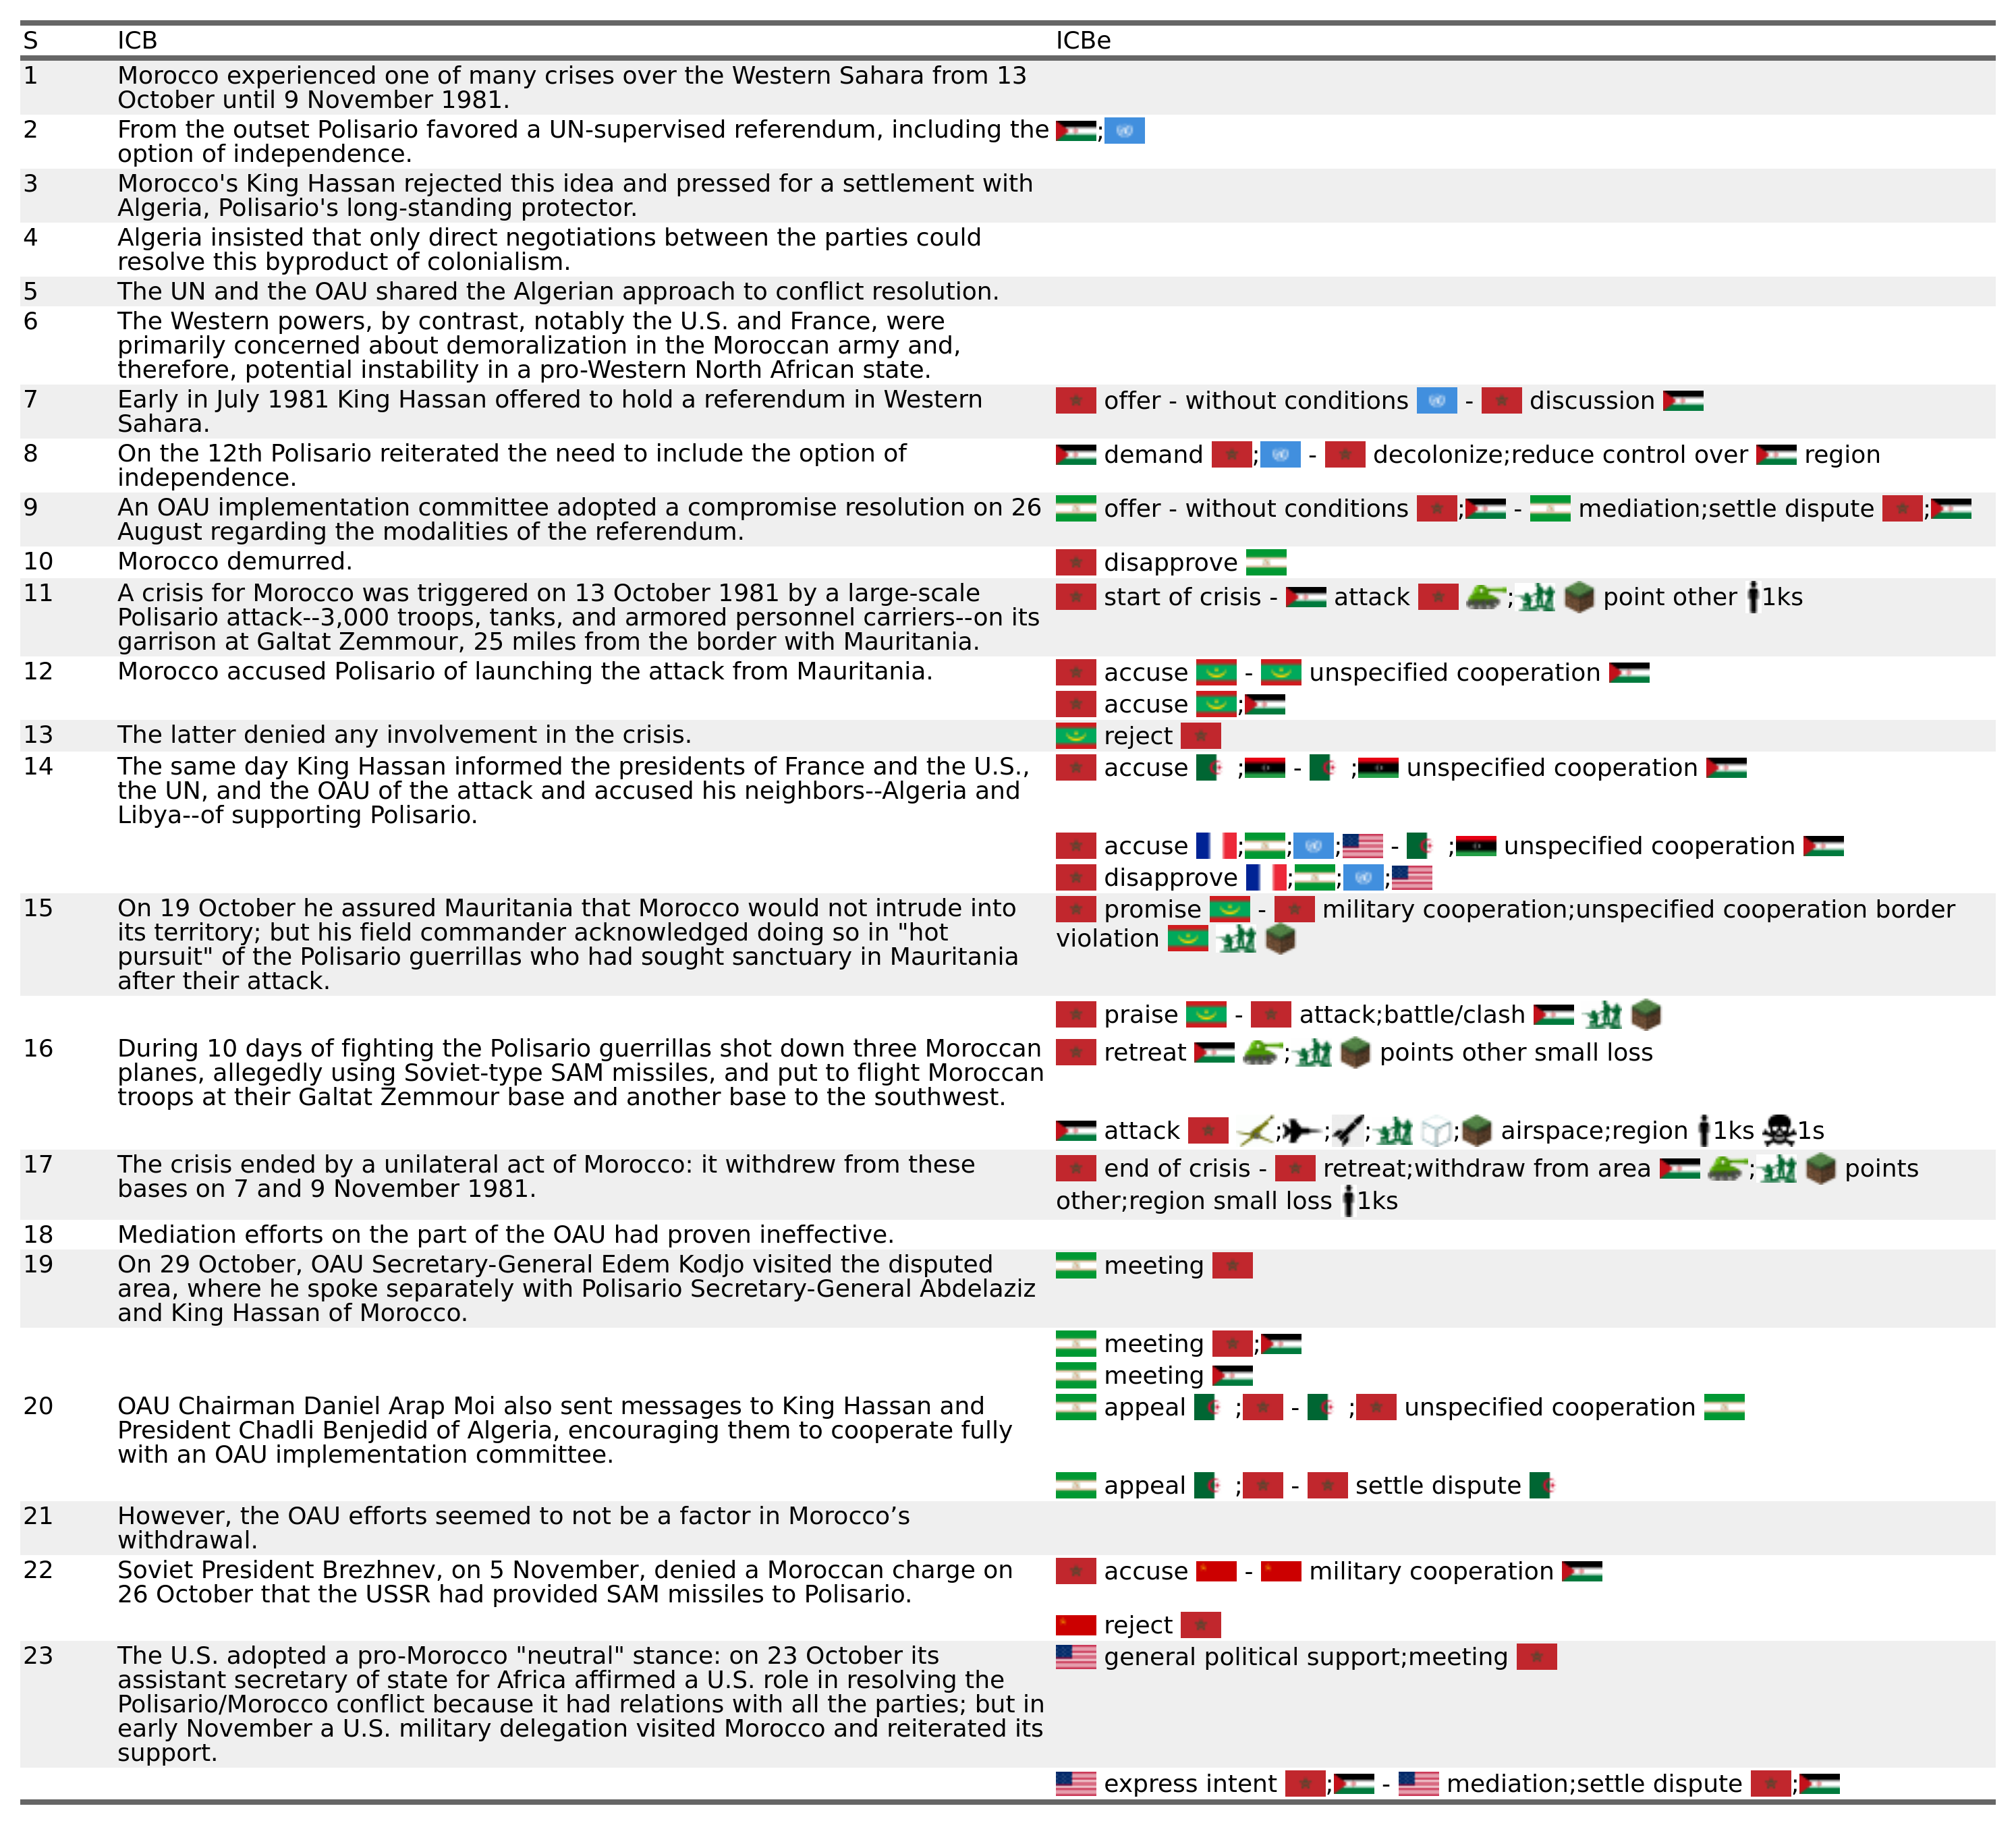 S ICB ICBe
1 Morocco experienced one of many crises over the Western Sahara from 13
October until 9 November 1981.
2 From the outset Polisario favored a UN-supervised referendum, including the ;
option of independence.
3 Morocco's King Hassan rejected this idea and pressed for a settlement with
Algeria, Polisario's long-standing protector.
4 Algeria insisted that only direct negotiations between the parties could
resolve this byproduct of colonialism.
5 The UN and the OAU shared the Algerian approach to conflict resolution.
6 The Western powers, by contrast, notably the U.S. and France, were
primarily concerned about demoralization in the Moroccan army and,
therefore, potential instability in a pro-Western North African state.
7 Early in July 1981 King Hassan offered to hold a referendum in Western offer - without conditions - discussion
Sahara.
8 On the 12th Polisario reiterated the need to include the option of demand ; - decolonize;reduce control over region
independence.
9 An OAU implementation committee adopted a compromise resolution on 26 offer - without conditions ; - mediation;settle dispute ;
August regarding the modalities of the referendum.
10 Morocco demurred. disapprove
11 A crisis for Morocco was triggered on 13 October 1981 by a large-scale start of crisis - attack ; point other 1ks
Polisario attack--3,000 troops, tanks, and armored personnel carriers--on its
garrison at Galtat Zemmour, 25 miles from the border with Mauritania.
12 Morocco accused Polisario of launching the attack from Mauritania. accuse - unspecified cooperation
accuse ;
13 The latter denied any involvement in the crisis. reject
14 The same day King Hassan informed the presidents of France and the U.S., accuse ; - ; unspecified cooperation
the UN, and the OAU of the attack and accused his neighbors--Algeria and
Libya--of supporting Polisario.
accuse ; ; ; - ; unspecified cooperation
disapprove ; ; ;
15 On 19 October he assured Mauritania that Morocco would not intrude into promise - military cooperation;unspecified cooperation border
its territory; but his field commander acknowledged doing so in "hot violation
pursuit" of the Polisario guerrillas who had sought sanctuary in Mauritania
after their attack.
praise - attack;battle/clash
16 During 10 days of fighting the Polisario guerrillas shot down three Moroccan retreat ; points other small loss
planes, allegedly using Soviet-type SAM missiles, and put to flight Moroccan
troops at their Galtat Zemmour base and another base to the southwest.
attack ; ; ; ; airspace;region 1ks 1s
17 The crisis ended by a unilateral act of Morocco: it withdrew from these end of crisis - retreat;withdraw from area ; points
bases on 7 and 9 November 1981. other;region small loss 1ks
18 Mediation efforts on the part of the OAU had proven ineffective.
19 On 29 October, OAU Secretary-General Edem Kodjo visited the disputed meeting
area, where he spoke separately with Polisario Secretary-General Abdelaziz
and King Hassan of Morocco.
meeting ;
meeting
20 OAU Chairman Daniel Arap Moi also sent messages to King Hassan and appeal ; - ; unspecified cooperation
President Chadli Benjedid of Algeria, encouraging them to cooperate fully
with an OAU implementation committee.
appeal ; - settle dispute
21 However, the OAU efforts seemed to not be a factor in Morocco’s
withdrawal.
22 Soviet President Brezhnev, on 5 November, denied a Moroccan charge on accuse - military cooperation
26 October that the USSR had provided SAM missiles to Polisario.
reject
23 The U.S. adopted a pro-Morocco "neutral" stance: on 23 October its general political support;meeting
assistant secretary of state for Africa affirmed a U.S. role in resolving the
Polisario/Morocco conflict because it had relations with all the parties; but in
early November a U.S. military delegation visited Morocco and reiterated its
support.
express intent ; - mediation;settle dispute ;